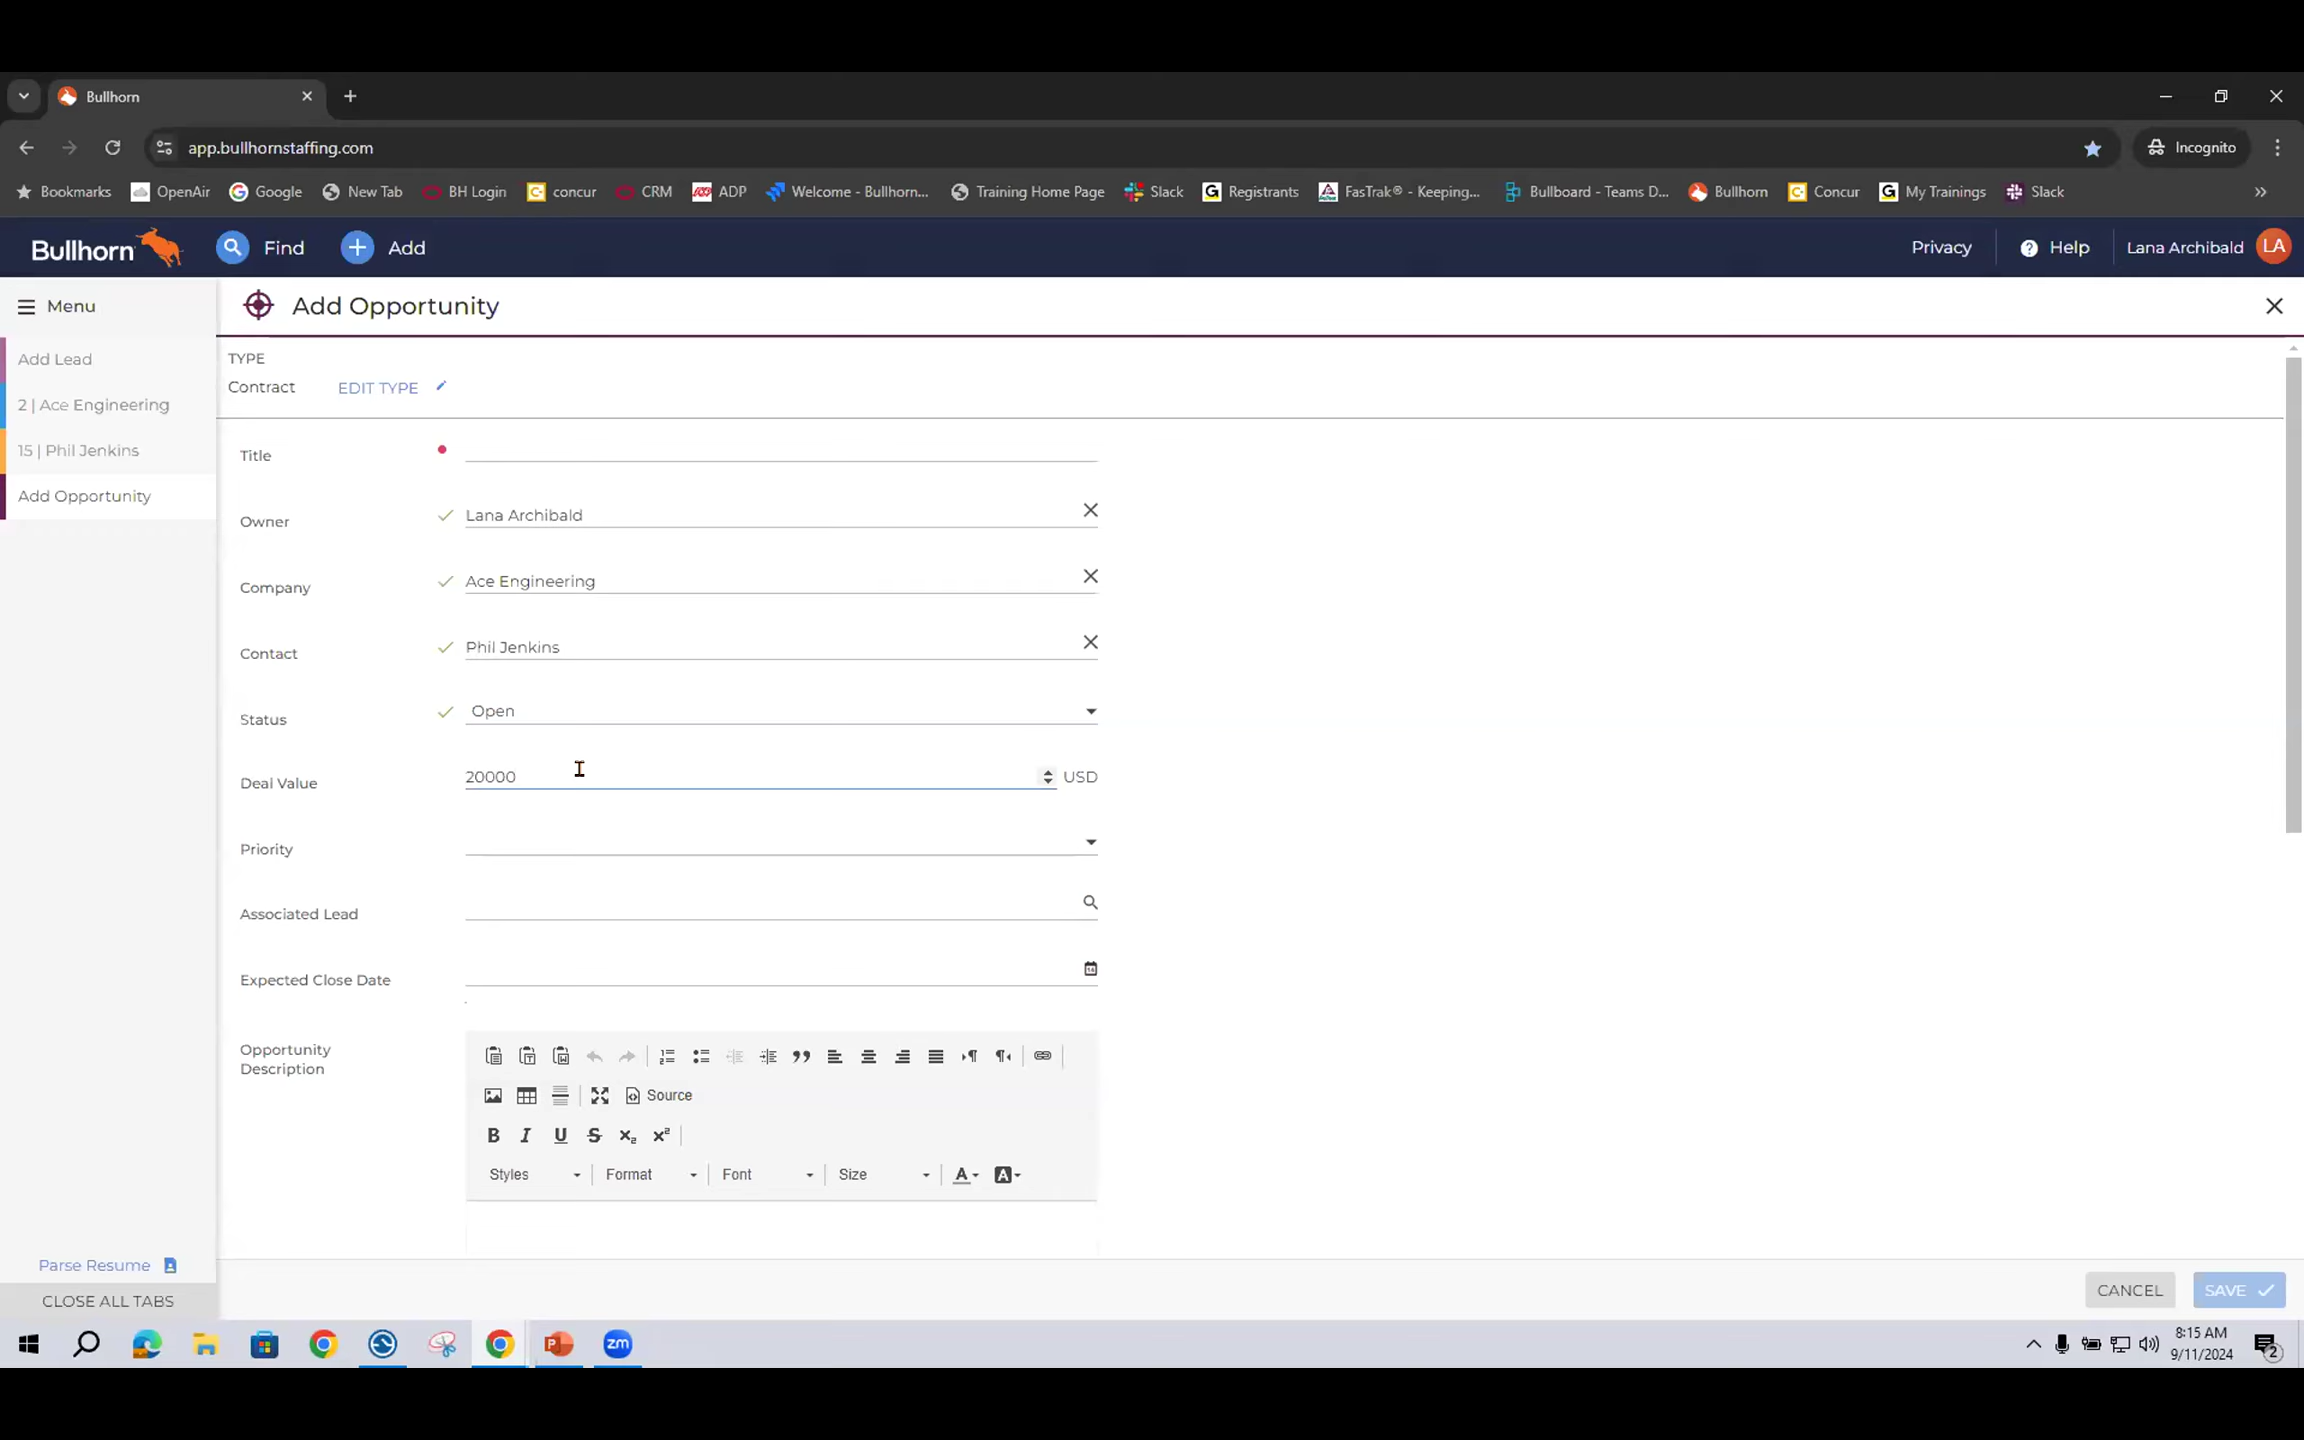 Bullhorn
app.bullhornstaffing.com
Incognito
Bookmarks OpenAir Google New Tab BH Login concur CRM ADP Welcome - Bullhorn... Training Home Page Slack Registrants FasTrak® - Keeping... Bullboard - Teams D... Bullhorn Concur My Trainings Slack
Bullhorn Find Add Privacy Help Lana Archibald LA
Menu
Add Lead
2 | Ace Engineering
15 | Phil Jenkins
Add Opportunity
Parse Resume
CLOSE ALL TABS
Add Opportunity
TYPE
Contract EDIT TYPE
Title
Owner Lana Archibald
Company Ace Engineering
Contact Phil Jenkins
Status Open
Deal Value 20000 USD
Priority
Associated Lead
Expected Close Date
Opportunity
Description
Source
B I U S x₂ x²
Styles Format Font Size A A
CANCEL SAVE
8:15 AM
9/11/2024
2